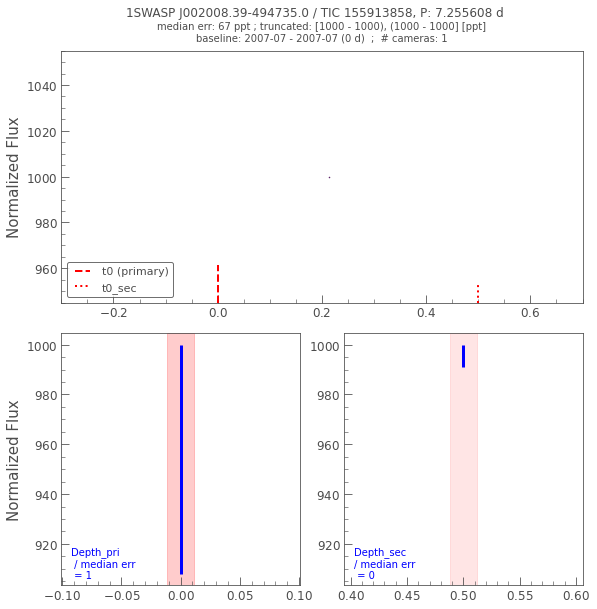 1SWASP J002008.39-494735.0 / TIC 155913858, P: 7.255608 d
median err: 67 ppt ; truncated: [1000 - 1000), (1000 - 1000] [ppt]
baseline: 2007-07 - 2007-07 (0 d)  ;  # cameras: 1
Normalized Flux
1040
1020
1000
980
960
t0 (primary)
t0_sec
−0.2 0.0 0.2 0.4 0.6
Normalized Flux
1000
980
960
940
920
Depth_pri
/ median err
= 1
−0.10 −0.05 0.00 0.05 0.10
1000
980
960
940
920
Depth_sec
/ median err
= 0
0.40 0.45 0.50 0.55 0.60